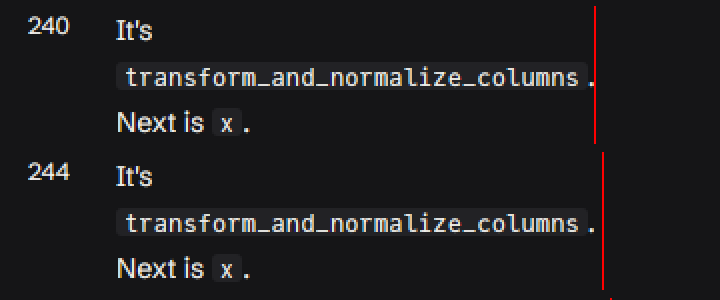 240 It's
transform_and_normalize_columns.
Next is x.
244 It's
transform_and_normalize_columns.
Next is x.